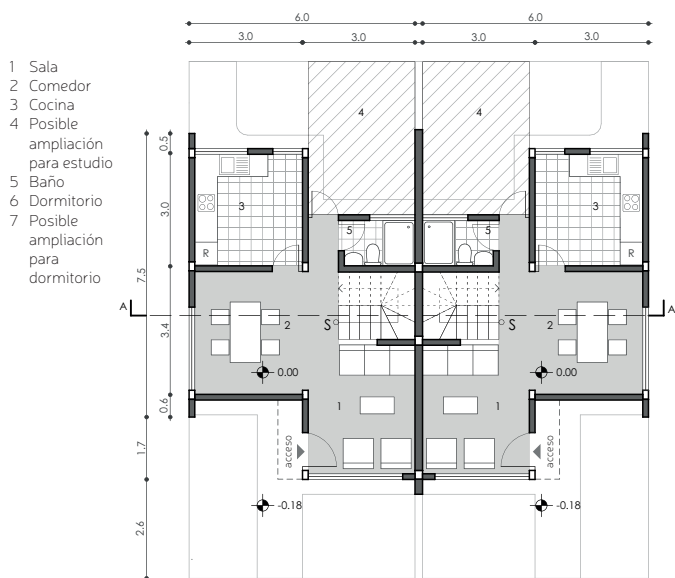 6.0 6.0
3.0 3.0 3.0 3.0
1 Sala
2 Comedor
3 Cocina
4 Posible
ampliación
para estudio
5 Baño
6 Dormitorio
7 Posible
ampliación
para
dormitorio
4 4
0.5
3.0
7.5
3.4
0.6
1.7
2.6
3 3
5 5
R R
A A
2 S S 2
0.00 0.00
1 1
acceso acceso
-0.18 -0.18